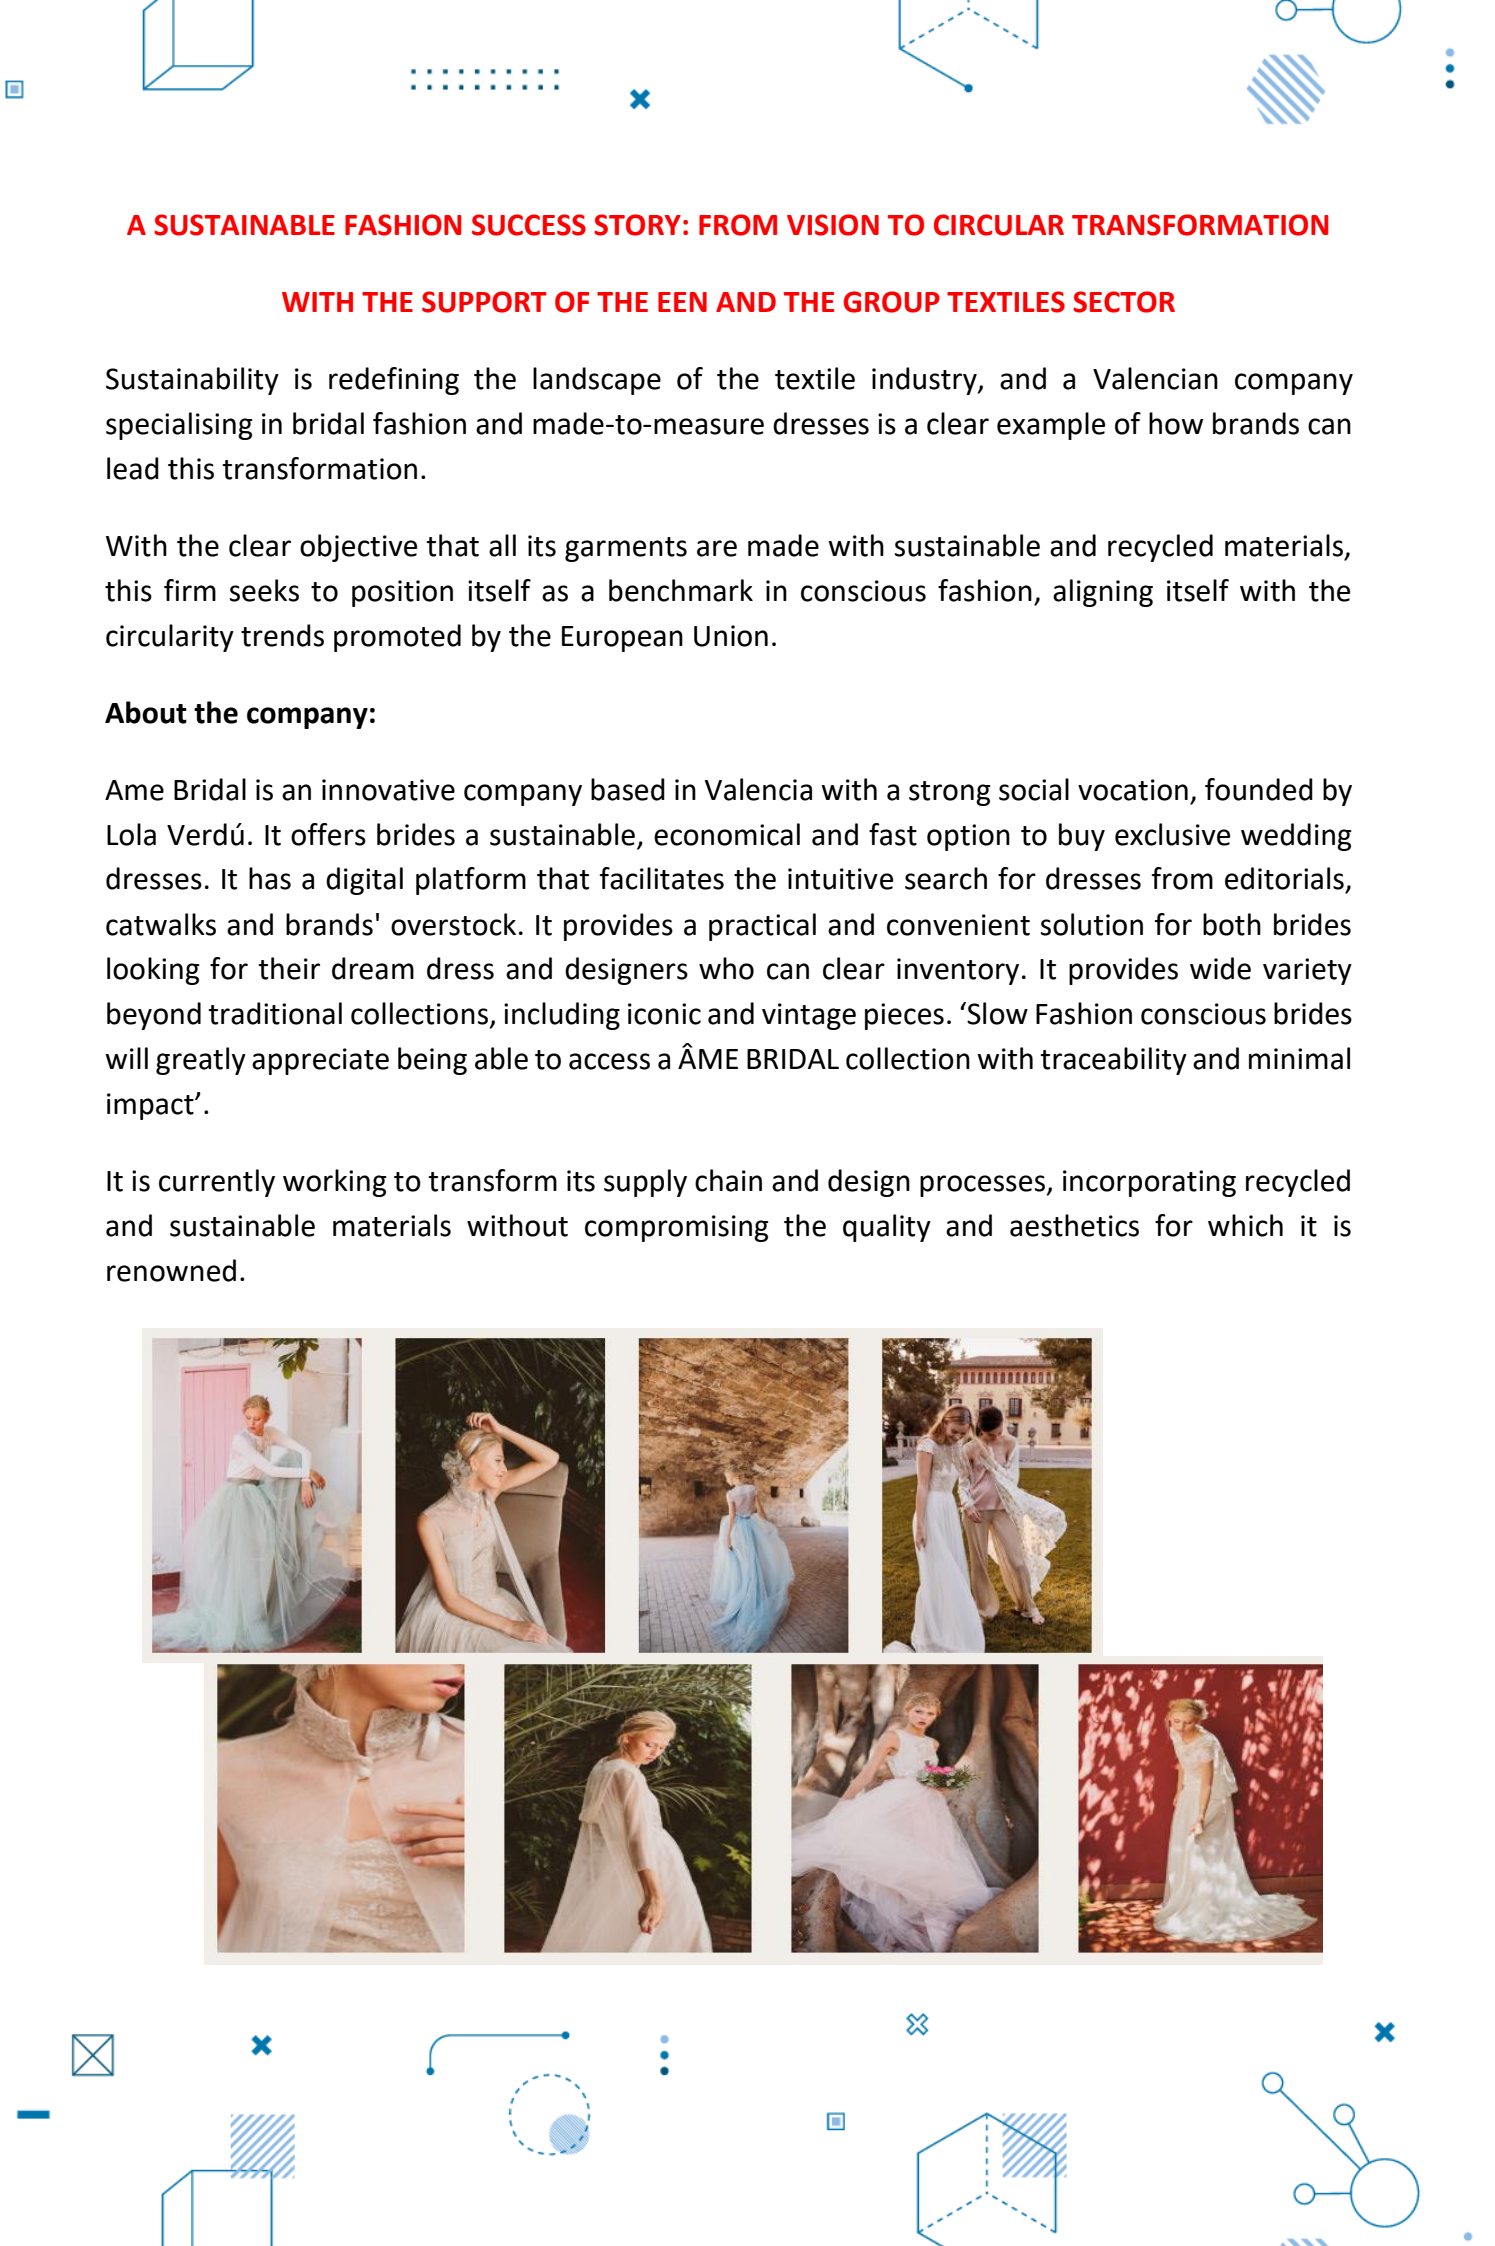 A SUSTAINABLE FASHION SUCCESS STORY: FROM VISION TO CIRCULAR TRANSFORMATION
WITH THE SUPPORT OF THE EEN AND THE GROUP TEXTILES SECTOR
Sustainability is redefining the landscape of the textile industry, and a Valencian company
specialising in bridal fashion and made-to-measure dresses is a clear example of how brands can
lead this transformation.
With the clear objective that all its garments are made with sustainable and recycled materials,
this firm seeks to position itself as a benchmark in conscious fashion, aligning itself with the
circularity trends promoted by the European Union.
About the company:
Ame Bridal is an innovative company based in Valencia with a strong social vocation, founded by
Lola Verdú. It offers brides a sustainable, economical and fast option to buy exclusive wedding
dresses. It has a digital platform that facilitates the intuitive search for dresses from editorials,
catwalks and brands' overstock. It provides a practical and convenient solution for both brides
looking for their dream dress and designers who can clear inventory. It provides wide variety
beyond traditional collections, including iconic and vintage pieces. ‘Slow Fashion conscious brides
will greatly appreciate being able to access a ÂME BRIDAL collection with traceability and minimal
impact’.
It is currently working to transform its supply chain and design processes, incorporating recycled
and sustainable materials without compromising the quality and aesthetics for which it is
renowned.